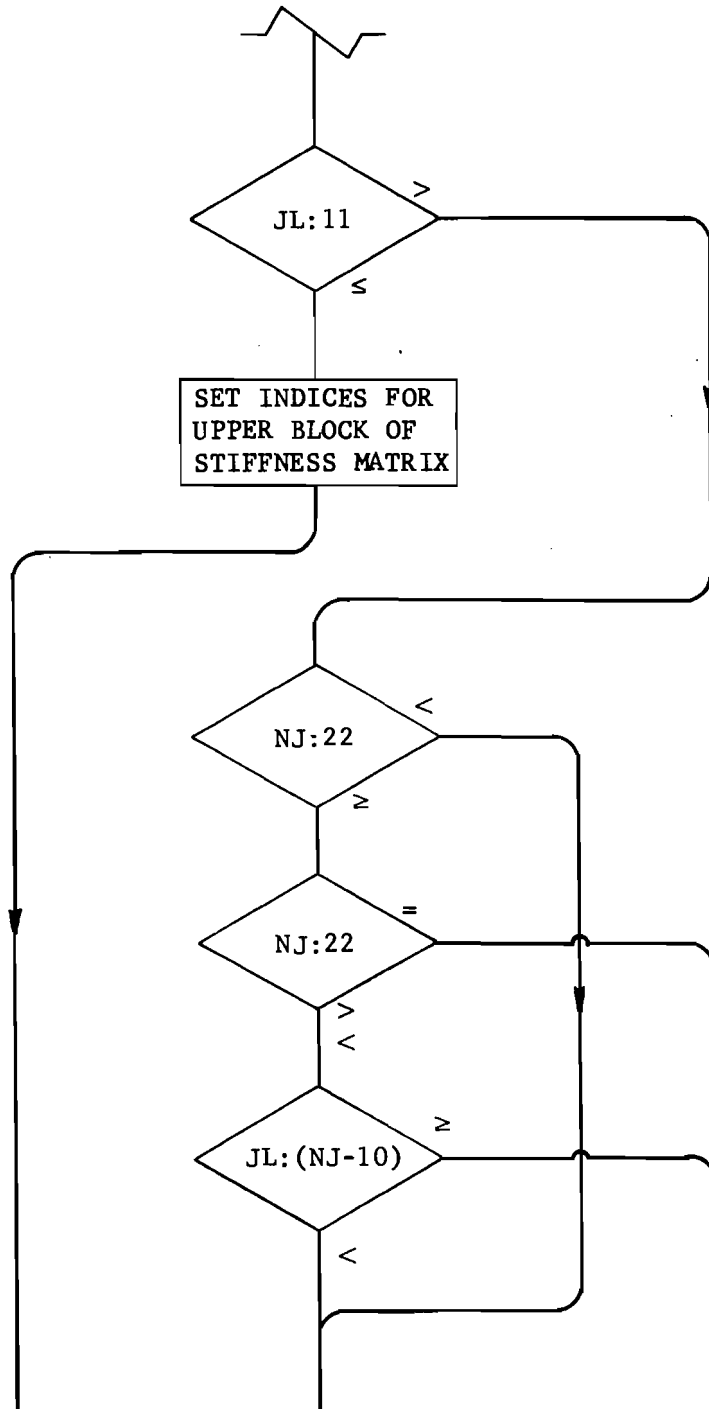 >
JL:11
≤
SET INDICES FOR
UPPER BLOCK OF
STIFFNESS MATRIX
<
NJ:22
≥
=
NJ:22
>
<
≥
JL:(NJ-10)
<